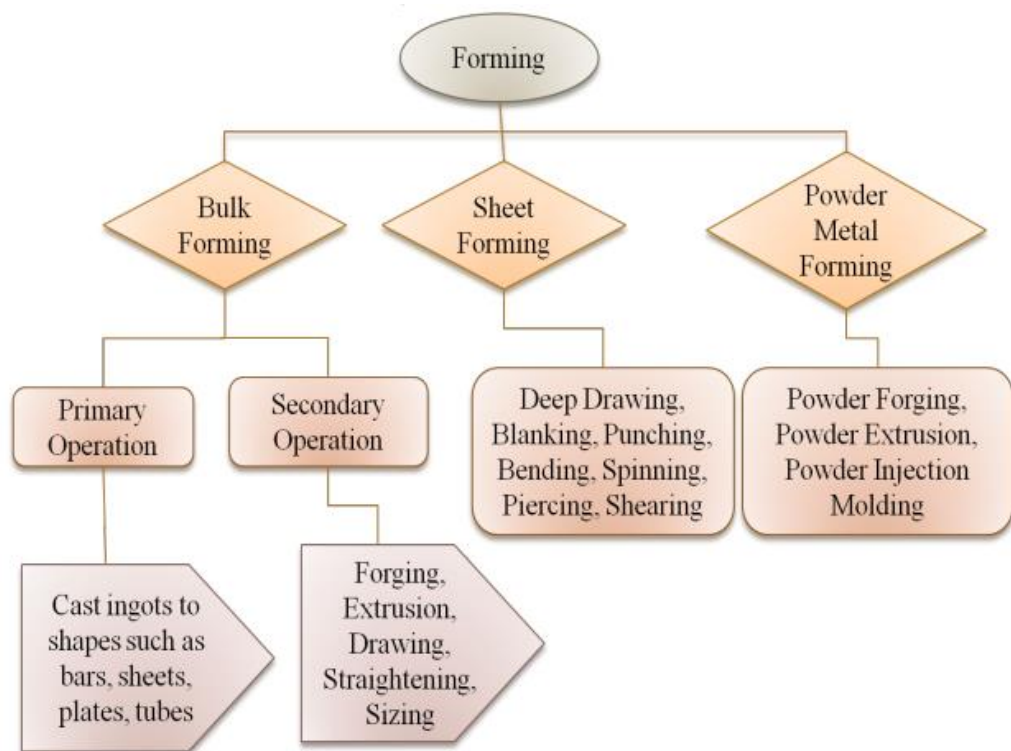 Forming
Bulk
Forming
Sheet
Forming
Powder
Metal
Forming
Primary
Operation
Secondary
Operation
Deep Drawing,
Blanking, Punching,
Bending, Spinning,
Piercing, Shearing
Powder Forging,
Powder Extrusion,
Powder Injection
Molding
Cast ingots to
shapes such as
bars, sheets,
plates, tubes
Forging,
Extrusion,
Drawing,
Straightening,
Sizing